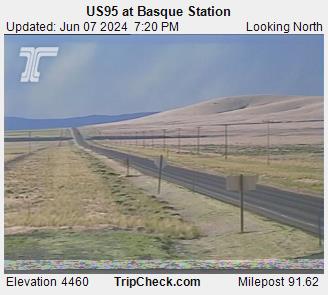 US95 at Basque Station
Updated: Jun 07 2024 7:20 PM Looking North
Elevation 4460 TripCheck.com Milepost 91.62